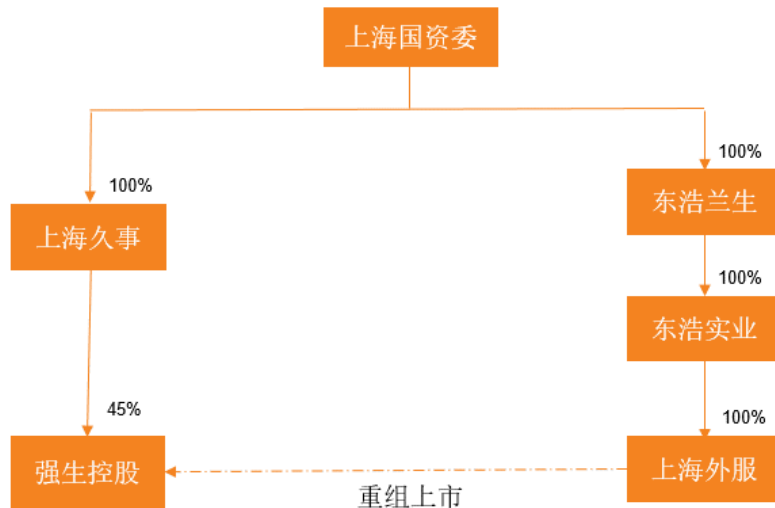 上海国资委
100%
100%
东浩兰生
上海久事
100%
东浩实业
45%
100%
强生控股
上海外服
重组上市